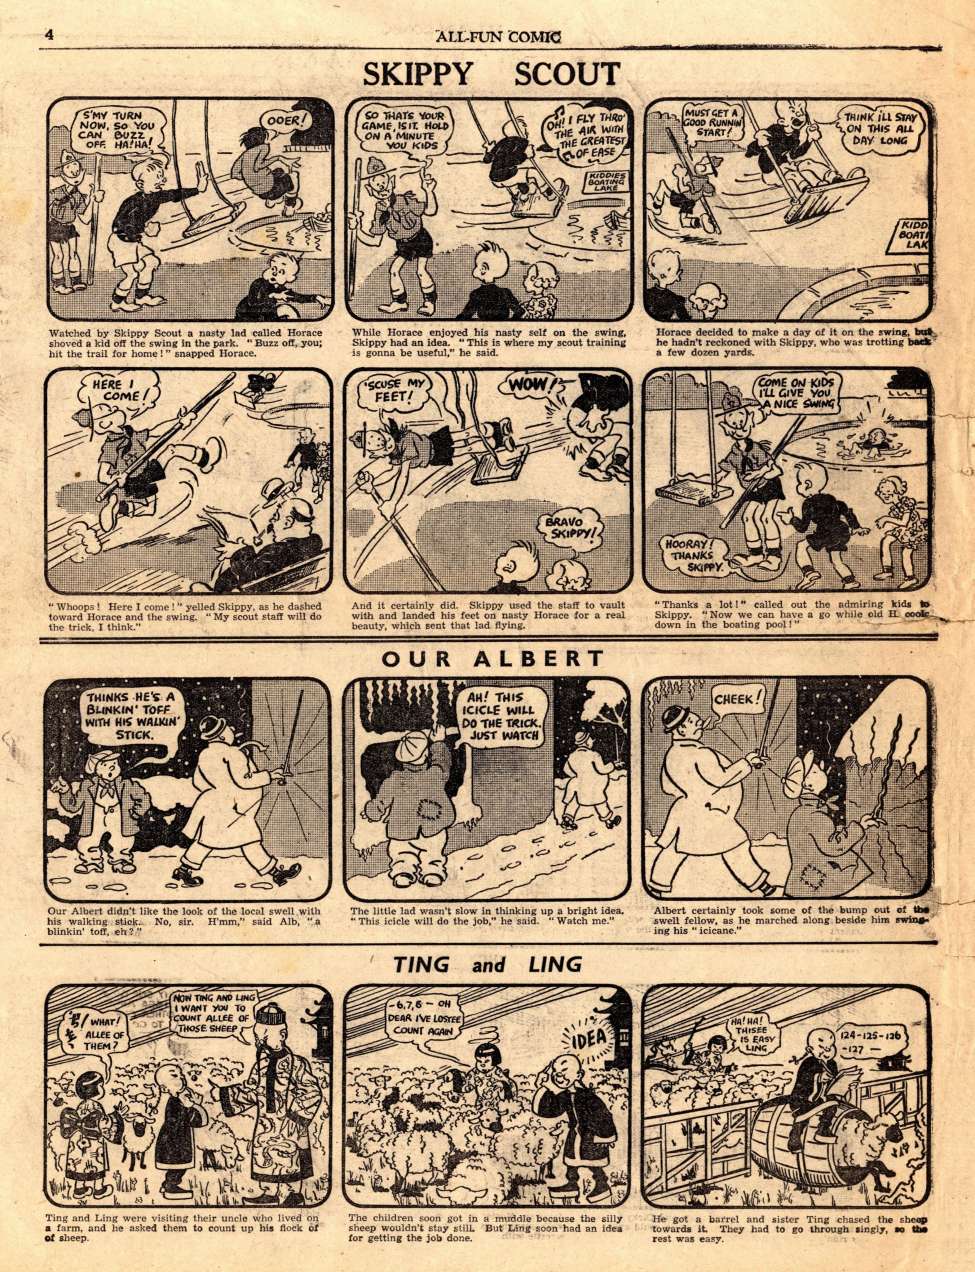 4
ALL-FUN COMIC
SKIPPY SCOUT
S'MY TURN
NOW, SO YOU
CAN BUZZ
OFF. HA!HA!
OOER!
SO THAT'S YOUR
GAME, IS IT. HOLD
ON A MINUTE
YOU KIDS
OH! I FLY THRO'
THE AIR WITH
THE GREATEST
OF EASE
KIDDIES
BOATING
LAKE
MUST GET A
GOOD RUNNIN'
START!
THINK I'LL STAY
ON THIS ALL
DAY LONG
KIDD
BOATI
LAK
Watched by Skippy Scout a nasty lad called Horace
shoved a kid off the swing in the park. "Buzz off, you;
hit the trail for home!" snapped Horace.
While Horace enjoyed his nasty self on the swing,
Skippy had an idea. "This is where my scout training
is gonna be useful," he said.
Horace decided to make a day of it on the swing, but
he hadn't reckoned with Skippy, who was trotting back
a few dozen yards.
HERE I
COME!
'SCUSE MY
FEET!
WOW!
BRAVO
SKIPPY!
COME ON KIDS
I'LL GIVE YOU
A NICE SWING
HOORAY!
THANKS
SKIPPY.
"Whoops! Here I come!" yelled Skippy, as he dashed
toward Horace and the swing. "My scout staff will do
the trick, I think."
And it certainly did. Skippy used the staff to vault
with and landed his feet on nasty Horace for a real
beauty, which sent that lad flying.
"Thanks a lot!" called out the admiring kids to
Skippy. "Now we can have a go while old H. cools
down in the boating pool!"
OUR ALBERT
THINKS HE'S A
BLINKIN' TOFF
WITH HIS WALKIN'
STICK.
AH! THIS
ICICLE WILL
DO THE TRICK.
JUST WATCH
CHEEK!
Our Albert didn't like the look of the local swell with
his walking stick. No, sir. H'mm," said Alb, "a
blinkin' toff, eh?"
The little lad wasn't slow in thinking up a bright idea.
"This icicle will do the job," he said. "Watch me."
Albert certainly took some of the bump out of the
swell fellow, as he marched along beside him swing-
ing his "icicane."
TING and LING
! WHAT!
ALLEE OF
THEM?
NOW TING AND LING
I WANT YOU TO
COUNT ALLEE OF
THOSE SHEEP
-6,7,6- OH
DEAR I'VE LOSTEE
COUNT AGAIN
IDEA
HA! HA!
THISEE
IS EASY
LING
124-125-126
-127-
Ting and Ling were visiting their uncle who lived on
a farm, and he asked them to count up his flock of
of sheep.
The children soon got in a muddle because the silly
sheep wouldn't stay still. But Ling soon had an idea
for getting the job done.
He got a barrel and sister Ting chased the sheep
towards it. They had to go through singly, so the
rest was easy.